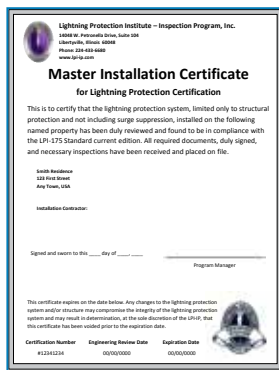 Lightning Protection Institute – Inspection Program, Inc.
14048 W. Petronella Drive, Suite 104
Libertyville, Illinois 60048
Phone: 224-433-6680
www.lpi-ip.com
Master Installation Certificate
for Lightning Protection Certification
This is to certify that the lightning protection system, limited only to structural
protection and not including surge suppression, installed on the following
named property has been duly reviewed and found to be in compliance with
the LPI-175 Standard current edition. All required documents, duly signed,
and necessary inspections have been received and placed on file.
Smith Residence
123 First Street
Any Town, USA
Installation Contractor:
Signed and sworn to this ____ day of ____, ____
Program Manager
This certificate expires on the date below. Any changes to the lightning protection
system and/or structure may compromise the integrity of the lightning protection
system and may result in determination, at the sole discretion of the LPI-IP, that
this certificate has been voided prior to the expiration date.
Certification Number Engineering Review Date Expiration Date
#12341234 00/00/0000 00/00/0000